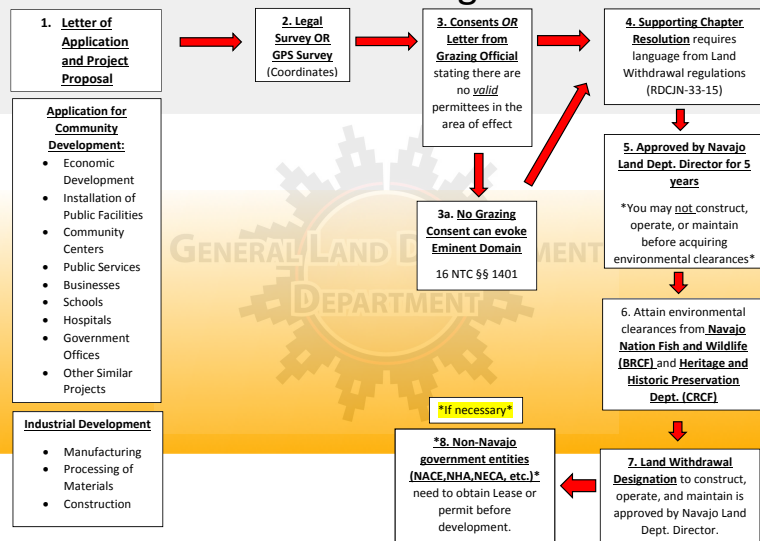 1. Letter of
Application
and Project
Proposal
2. Legal
Survey OR
GPS Survey
(Coordinates)
3. Consents OR
Letter from
Grazing Official
stating there are
no valid
permittees in the
area of effect
4. Supporting Chapter
Resolution requires
language from Land
Withdrawal regulations
(RDCJN-33-15)
Application for
Community
Development:
• Economic
Development
• Installation of
Public Facilities
• Community
Centers
• Public Services
• Businesses
• Schools
• Hospitals
• Government
Offices
• Other Similar
Projects
3a. No Grazing
Consent can evoke
Eminent Domain
16 NTC §§ 1401
5. Approved by Navajo
Land Dept. Director for 5
years
*You may not construct,
operate, or maintain
before acquiring
environmental clearances*
GENERAL LAND D MENT
DEPARTMENT
6. Attain environmental
clearances from Navajo
Nation Fish and Wildlife
(BRCF) and Heritage and
Historic Preservation
Dept. (CRCF)
Industrial Development
• Manufacturing
• Processing of
Materials
• Construction
*If necessary*
*8. Non-Navajo
government entities
(NACE,NHA,NECA, etc.)*
need to obtain Lease or
permit before
development.
7. Land Withdrawal
Designation to construct,
operate, and maintain is
approved by Navajo Land
Dept. Director.